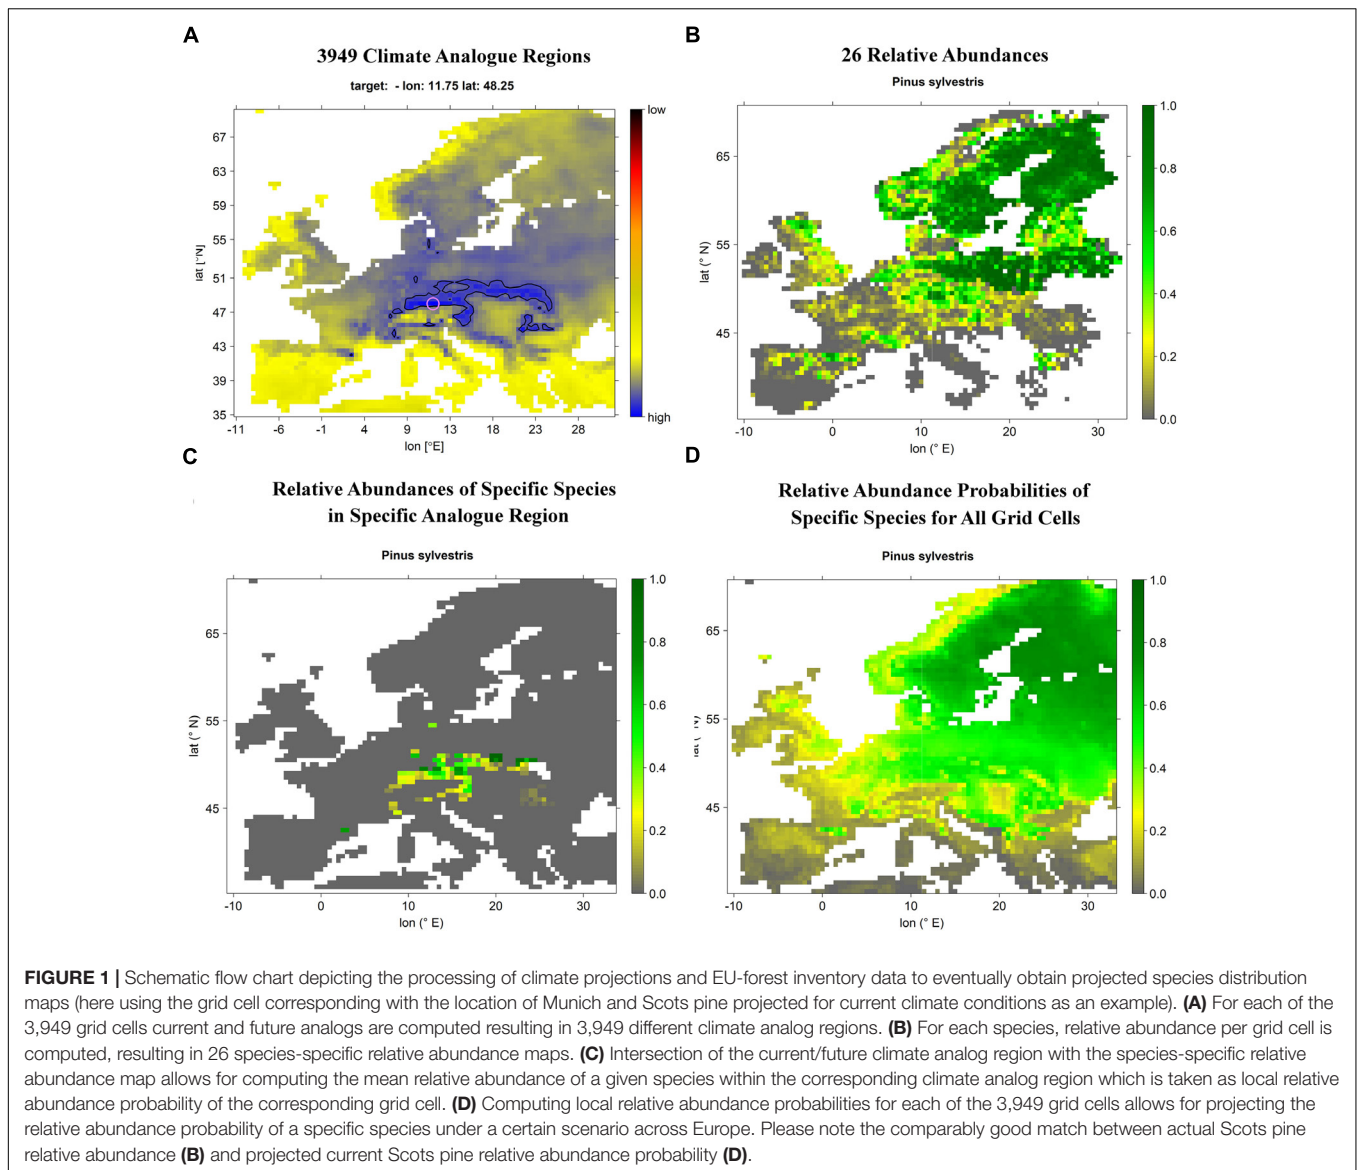 A
3949 Climate Analogue Regions
target: - lon: 11.75 lat: 48.25
lat [°N]
67
63
59
55
51
47
43
39
35
-11 -6 -1 4 9 13 18 23 28
lon [°E]
low
high
B
26 Relative Abundances
Pinus sylvestris
lat (° N)
65
55
45
-10 0 10 20 30
lon (° E)
1.0
0.8
0.6
0.4
0.2
0.0
C
Relative Abundances of Specific Species
in Specific Analogue Region
Pinus sylvestris
lat (° N)
65
55
45
-10 0 10 20 30
lon (° E)
1.0
0.8
0.6
0.4
0.2
0.0
D
Relative Abundance Probabilities of
Specific Species for All Grid Cells
Pinus sylvestris
65
55
45
-10 0 10 20 30
lon (° E)
1.0
0.8
0.6
0.4
0.2
0.0
FIGURE 1 | Schematic flow chart depicting the processing of climate projections and EU-forest inventory data to eventually obtain projected species distribution
maps (here using the grid cell corresponding with the location of Munich and Scots pine projected for current climate conditions as an example). (A) For each of the
3,949 grid cells current and future analogs are computed resulting in 3,949 different climate analog regions. (B) For each species, relative abundance per grid cell is
computed, resulting in 26 species-specific relative abundance maps. (C) Intersection of the current/future climate analog region with the species-specific relative
abundance map allows for computing the mean relative abundance of a given species within the corresponding climate analog region which is taken as local relative
abundance probability of the corresponding grid cell. (D) Computing local relative abundance probabilities for each of the 3,949 grid cells allows for projecting the
relative abundance probability of a specific species under a certain scenario across Europe. Please note the comparably good match between actual Scots pine
relative abundance (B) and projected current Scots pine relative abundance probability (D).